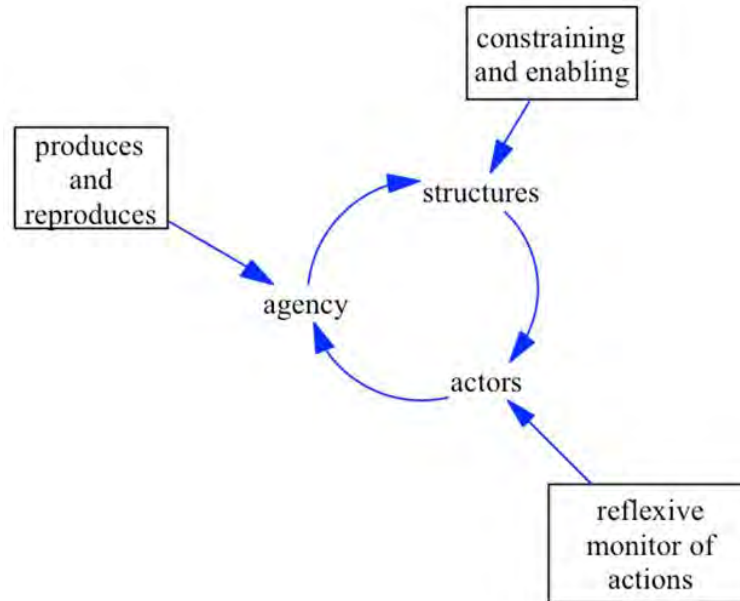 constraining
and enabling
produces
and
reproduces
structures
agency
actors
reflexive
monitor of
actions